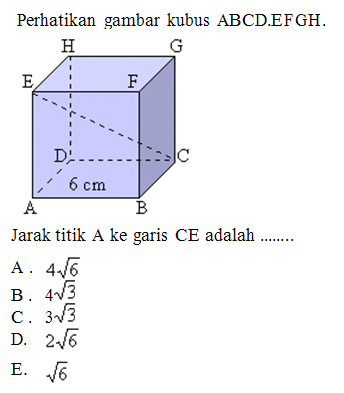 Perhatikan gambar kubus ABCD.EFGH.
H G
E F
D C
6 cm
A B
Jarak titik A ke garis CE adalah ........
A. 4√6
B. 4√3
C. 3√3
D. 2√6
E. √6